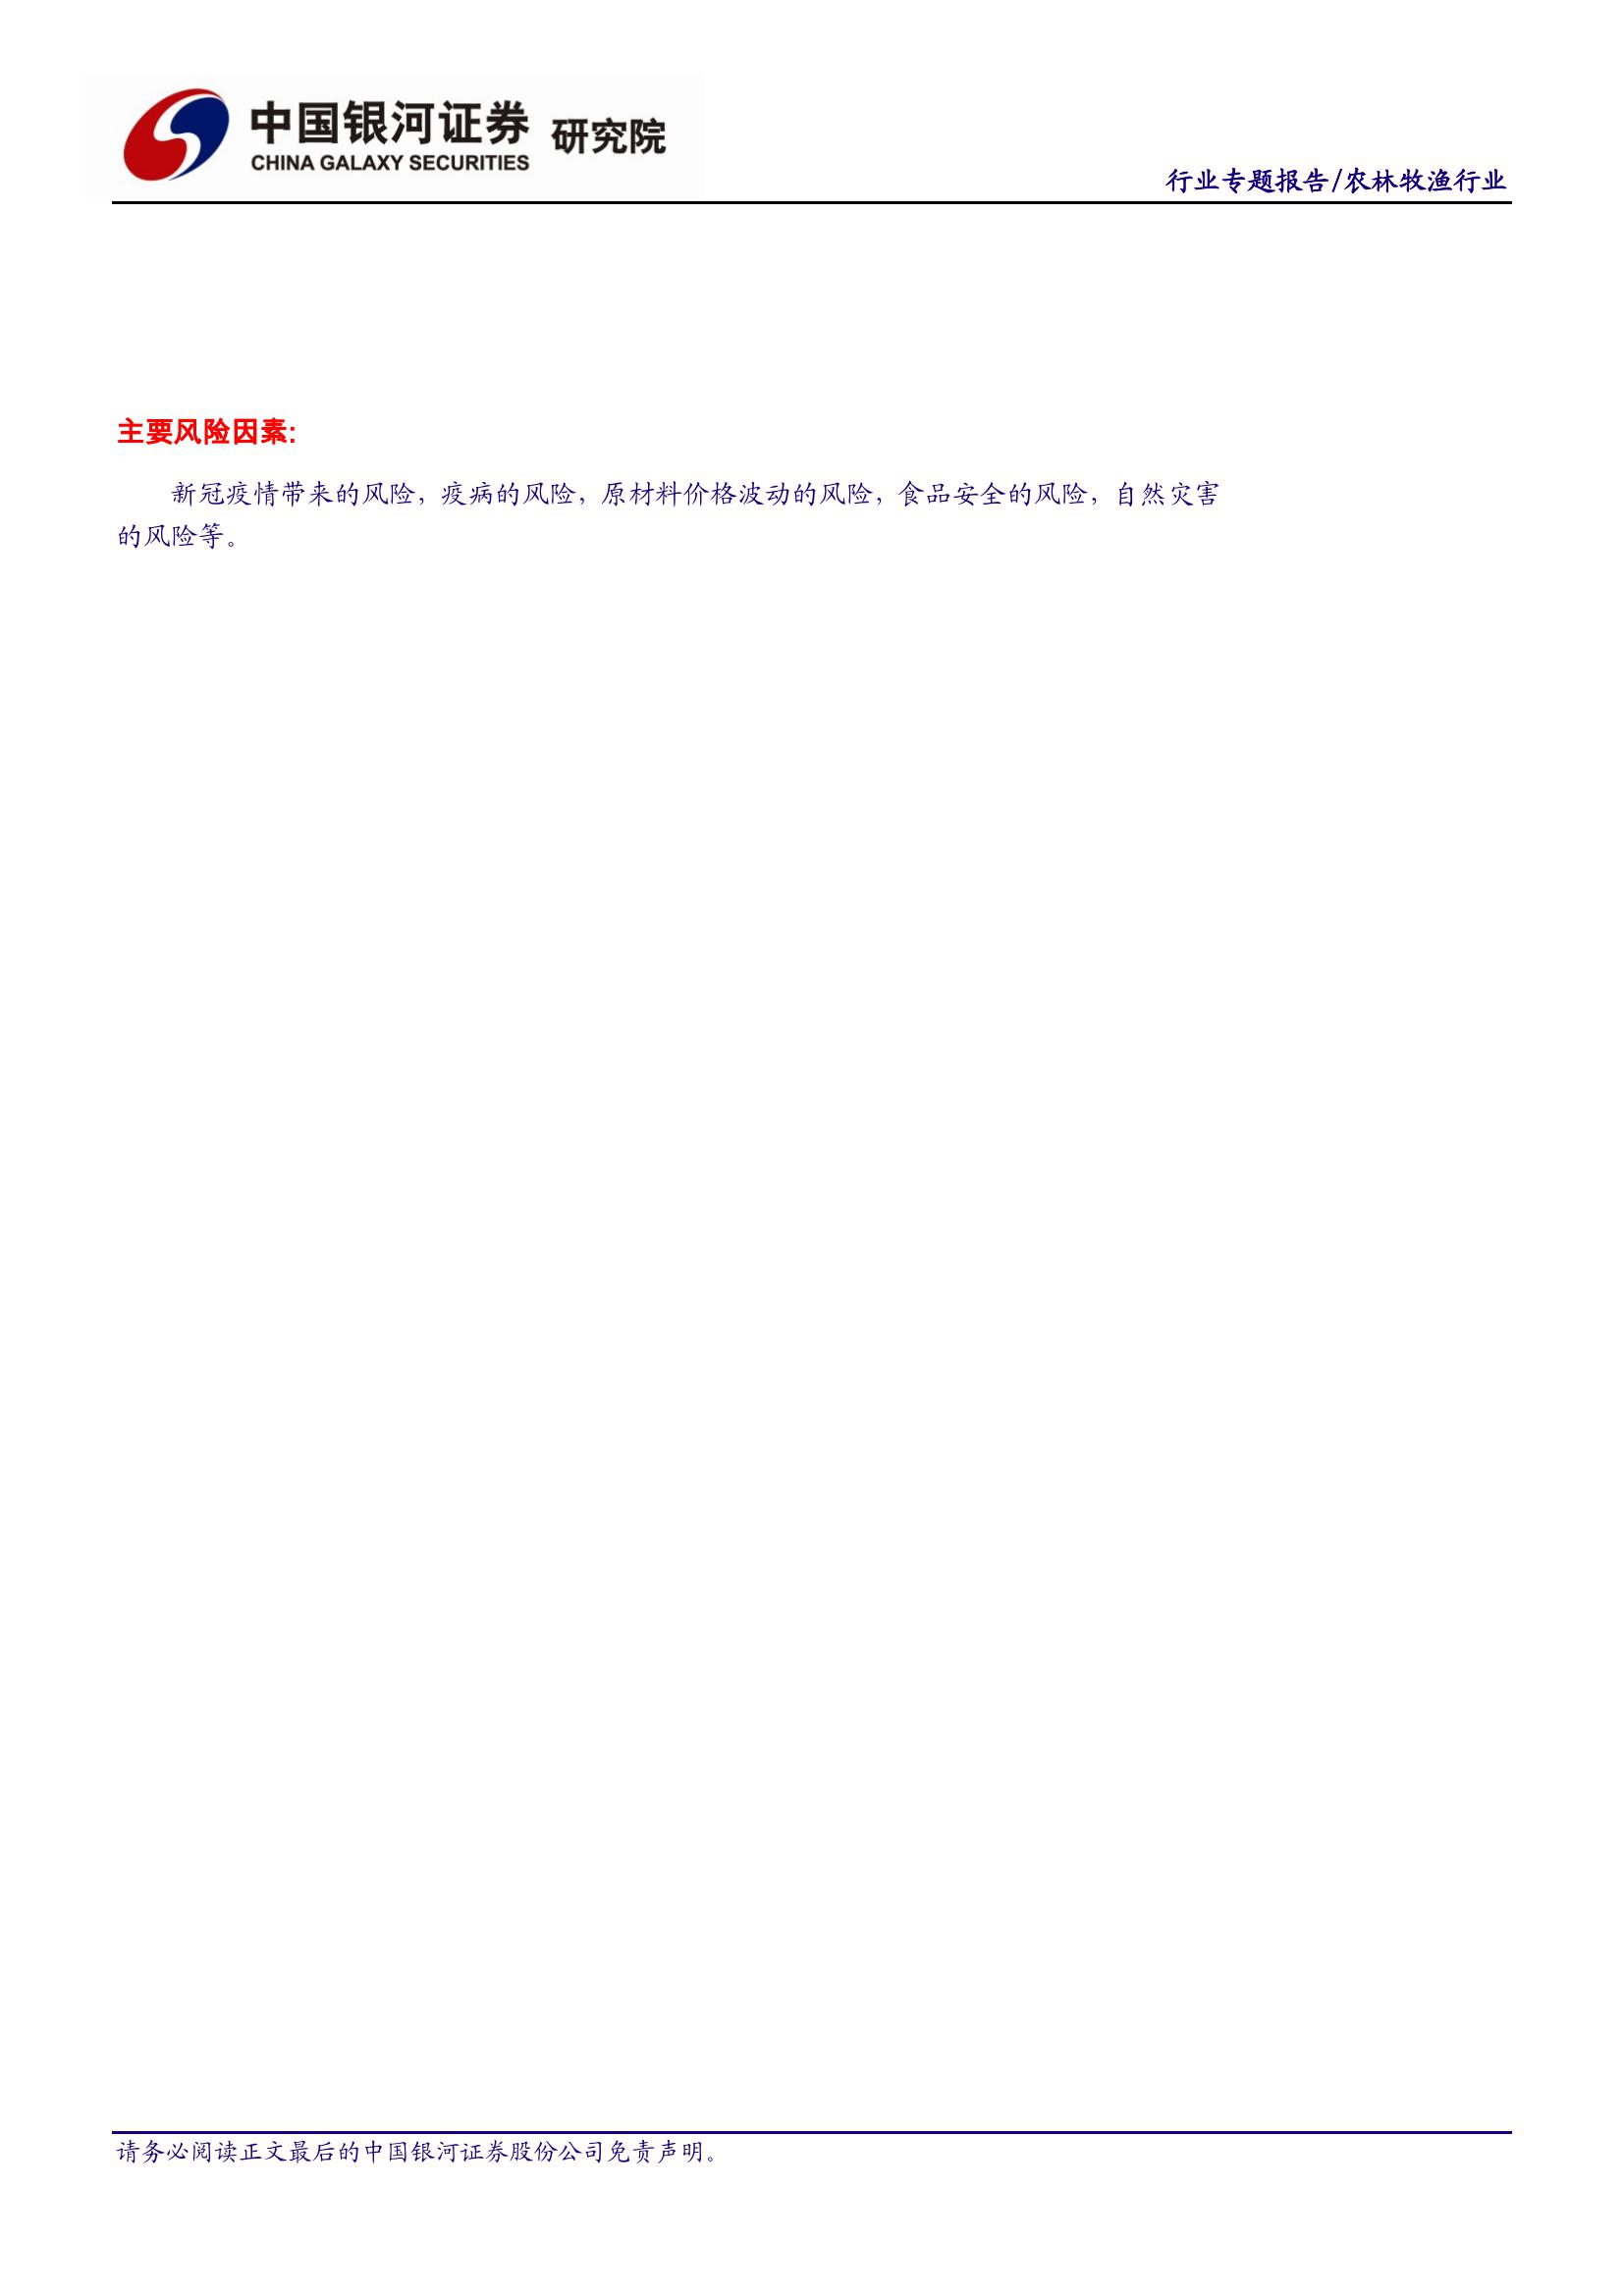 中国银河证券 研究院
CHINA GALAXY SECURITIES
行业专题报告/农林牧渔行业
主要风险因素:
新冠疫情带来的风险，疫病的风险，原材料价格波动的风险，食品安全的风险，自然灾害
的风险等。
请务必阅读正文最后的中国银河证券股份公司免责声明。